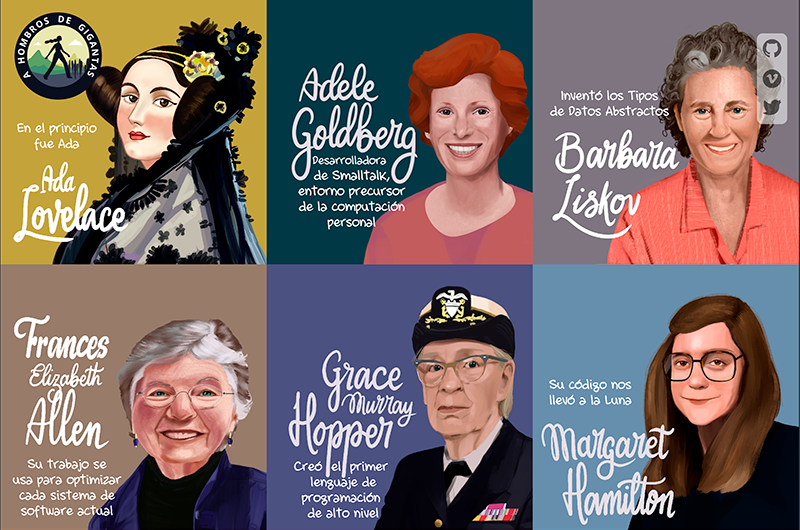 A HOMBROS DE GIGANTAS
En el principio
fue Ada
Ada
Lovelace
Adele
Goldberg
Desarrolladora
de Smalltalk,
entorno precursor
de la computación
personal
Inventó los Tipos
de Datos Abstractos
Barbara
Liskov
Frances
Elizabeth
Allen
Su trabajo se
usa para optimizar
cada sistema de
software actual
Grace
Murray
Hopper
Creó el primer
lenguaje de
programación
de alto nivel
Su código nos
llevó a la Luna
Margaret
Hamilton